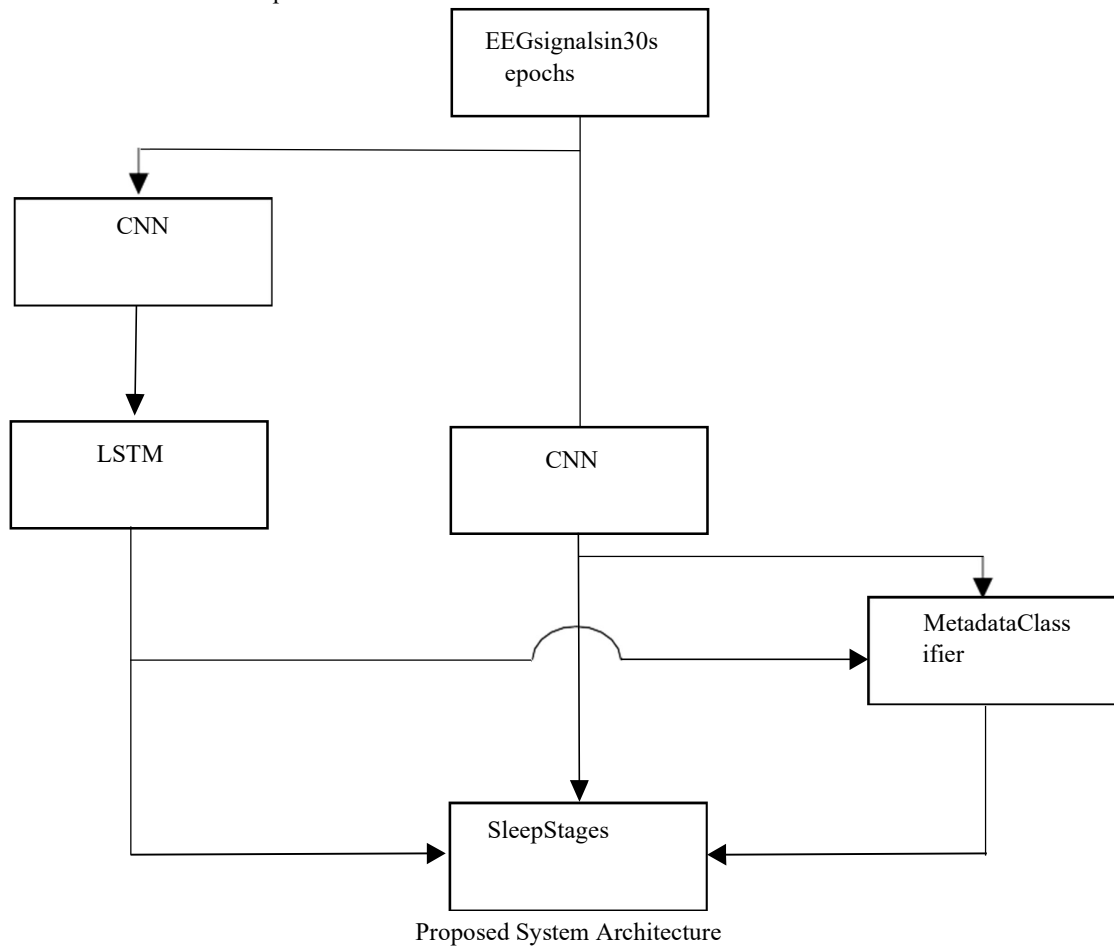 EEGsignalsin30s
epochs
CNN
LSTM
CNN
MetadataClass
ifier
SleepStages
Proposed System Architecture